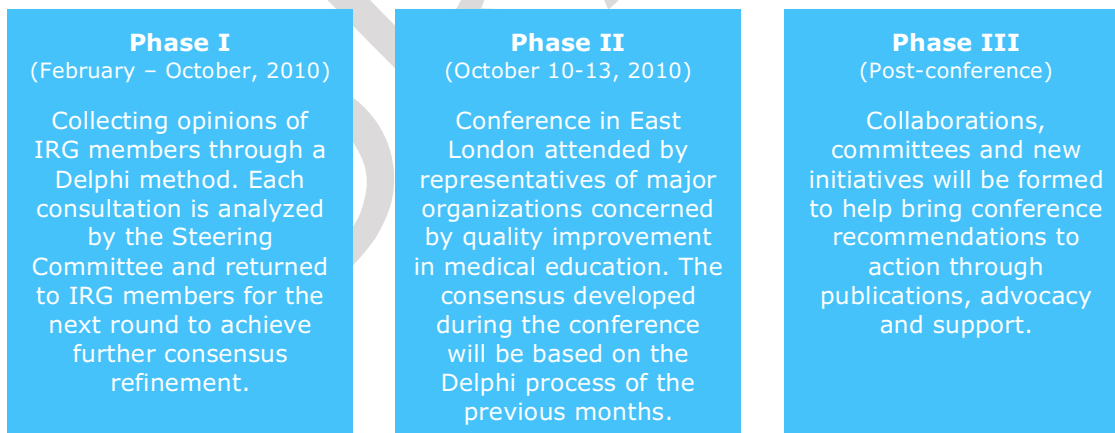 Phase I
(February – October, 2010)
Collecting opinions of
IRG members through a
Delphi method. Each
consultation is analyzed
by the Steering
Committee and returned
to IRG members for the
next round to achieve
further consensus
refinement.
Phase II
(October 10-13, 2010)
Conference in East
London attended by
representatives of major
organizations concerned
by quality improvement
in medical education. The
consensus developed
during the conference
will be based on the
Delphi process of the
previous months.
Phase III
(Post-conference)
Collaborations,
committees and new
initiatives will be formed
to help bring conference
recommendations to
action through
publications, advocacy
and support.